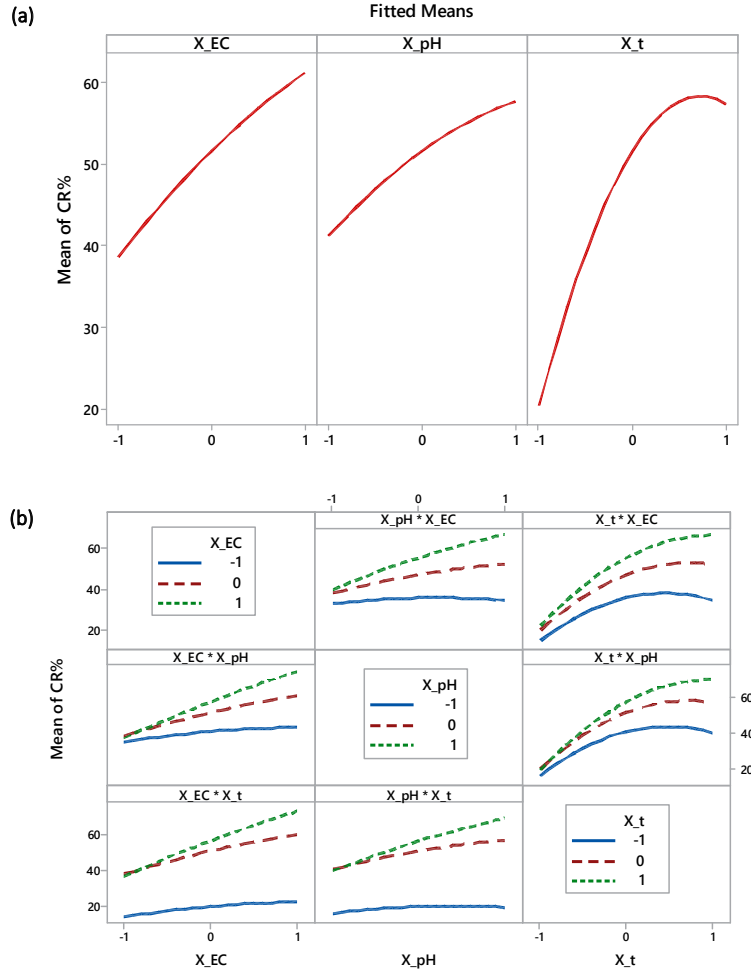 (a)
Fitted Means
X_EC X_pH X_t
60
50
40
30
20
Mean of CR%
-1 0 1 -1 0 1 -1 0 1
(b)
-1 0 1
X_pH * X_EC X_t * X_EC
X_EC
-1
0
1
60
40
20
X_EC * X_pH X_t * X_pH
X_pH
-1
0
1
60
40
20
Mean of CR%
X_EC * X_t X_pH * X_t
X_t
-1
0
1
60
40
20
-1 0 1 -1 0 1
X_EC X_pH X_t